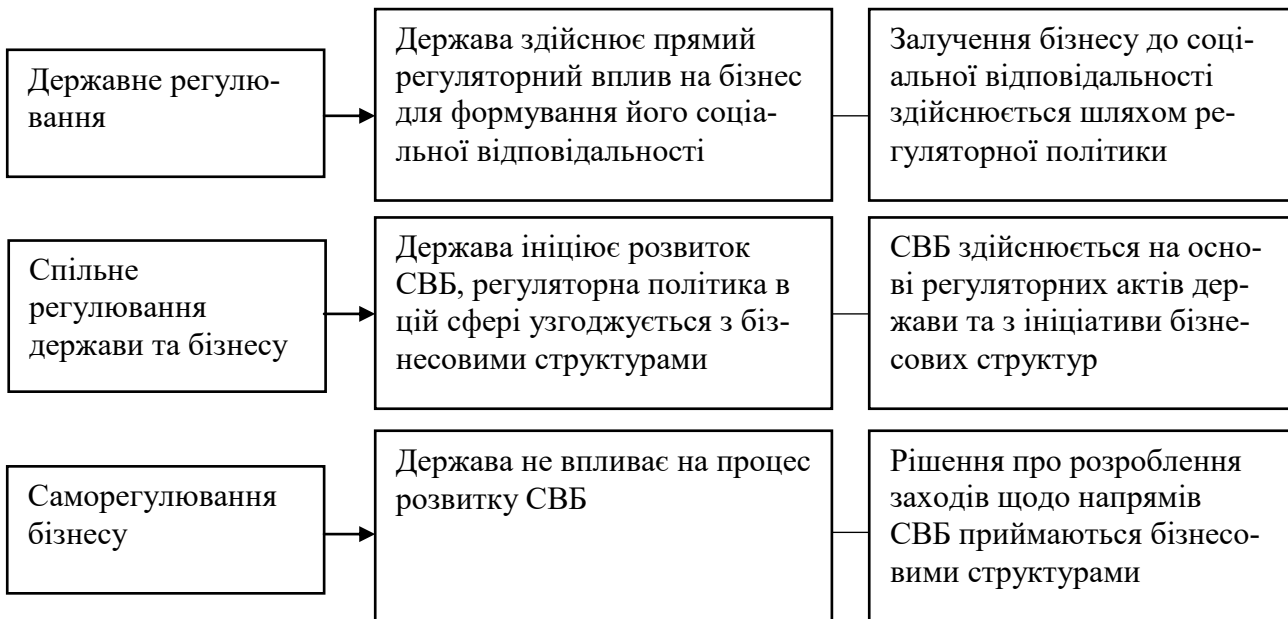 Державне регулю-
вання
Держава здійснює прямий
регуляторний вплив на бізнес
для формування його соці-
альної відповідальності
Залучення бізнесу до соці-
альної відповідальності
здійснюється шляхом ре-
гуляторної політики
Спільне
регулювання
держави та бізнесу
Держава ініціює розвиток
СВБ, регуляторна політика в
цій сфері узгоджується з біз-
несовими структурами
СВБ здійснюється на осно-
ві регуляторних актів дер-
жави та з ініціативи бізне-
сових структур
Саморегулювання
бізнесу
Держава не впливає на процес
розвитку СВБ
Рішення про розроблення
заходів щодо напрямів
СВБ приймаються бізнесо-
вими структурами